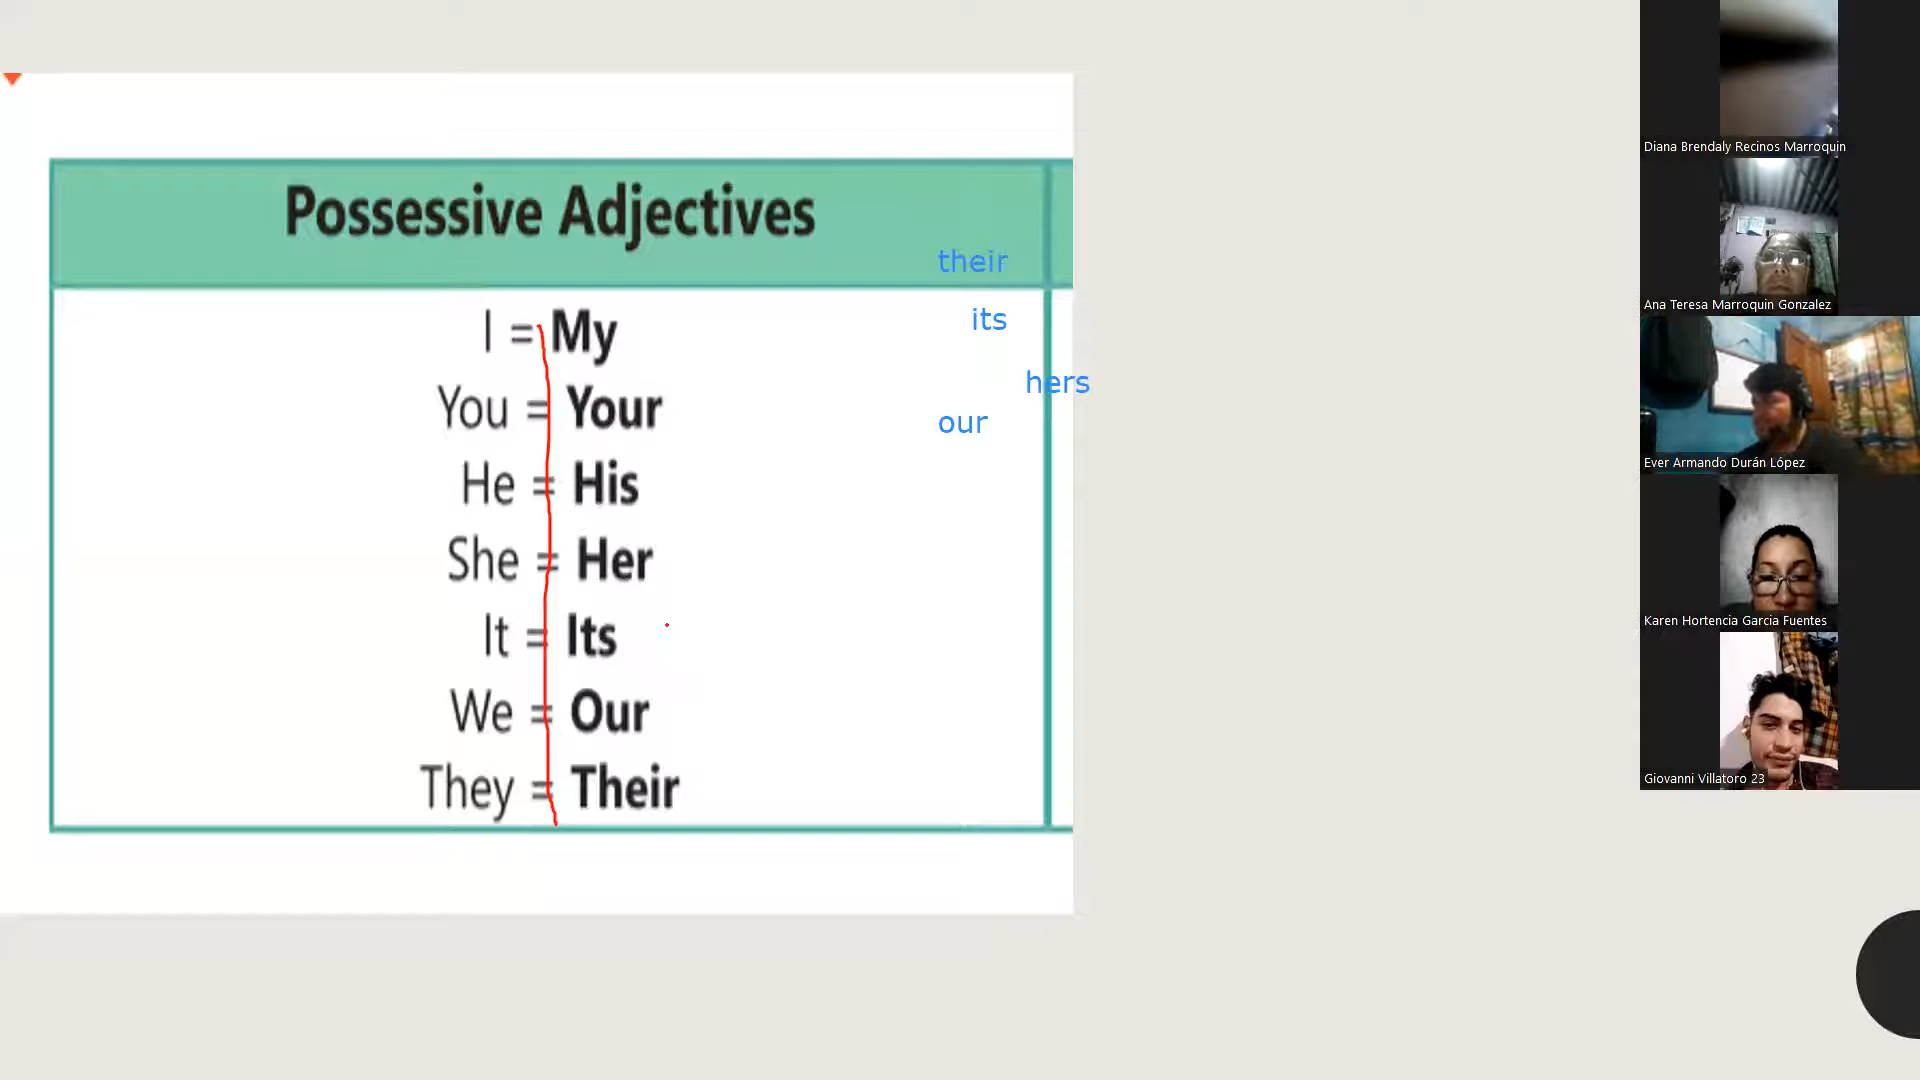 Possessive Adjectives
their
I = My
its
You = Your
hers
our
He = His
She = Her
It = Its
We = Our
They = Their
Diana Brendaly Recinos Marroquin
Ana Teresa Marroquin Gonzalez
Ever Armando Durán López
Karen Hortencia Garcia Fuentes
Giovanni Villatoro 23